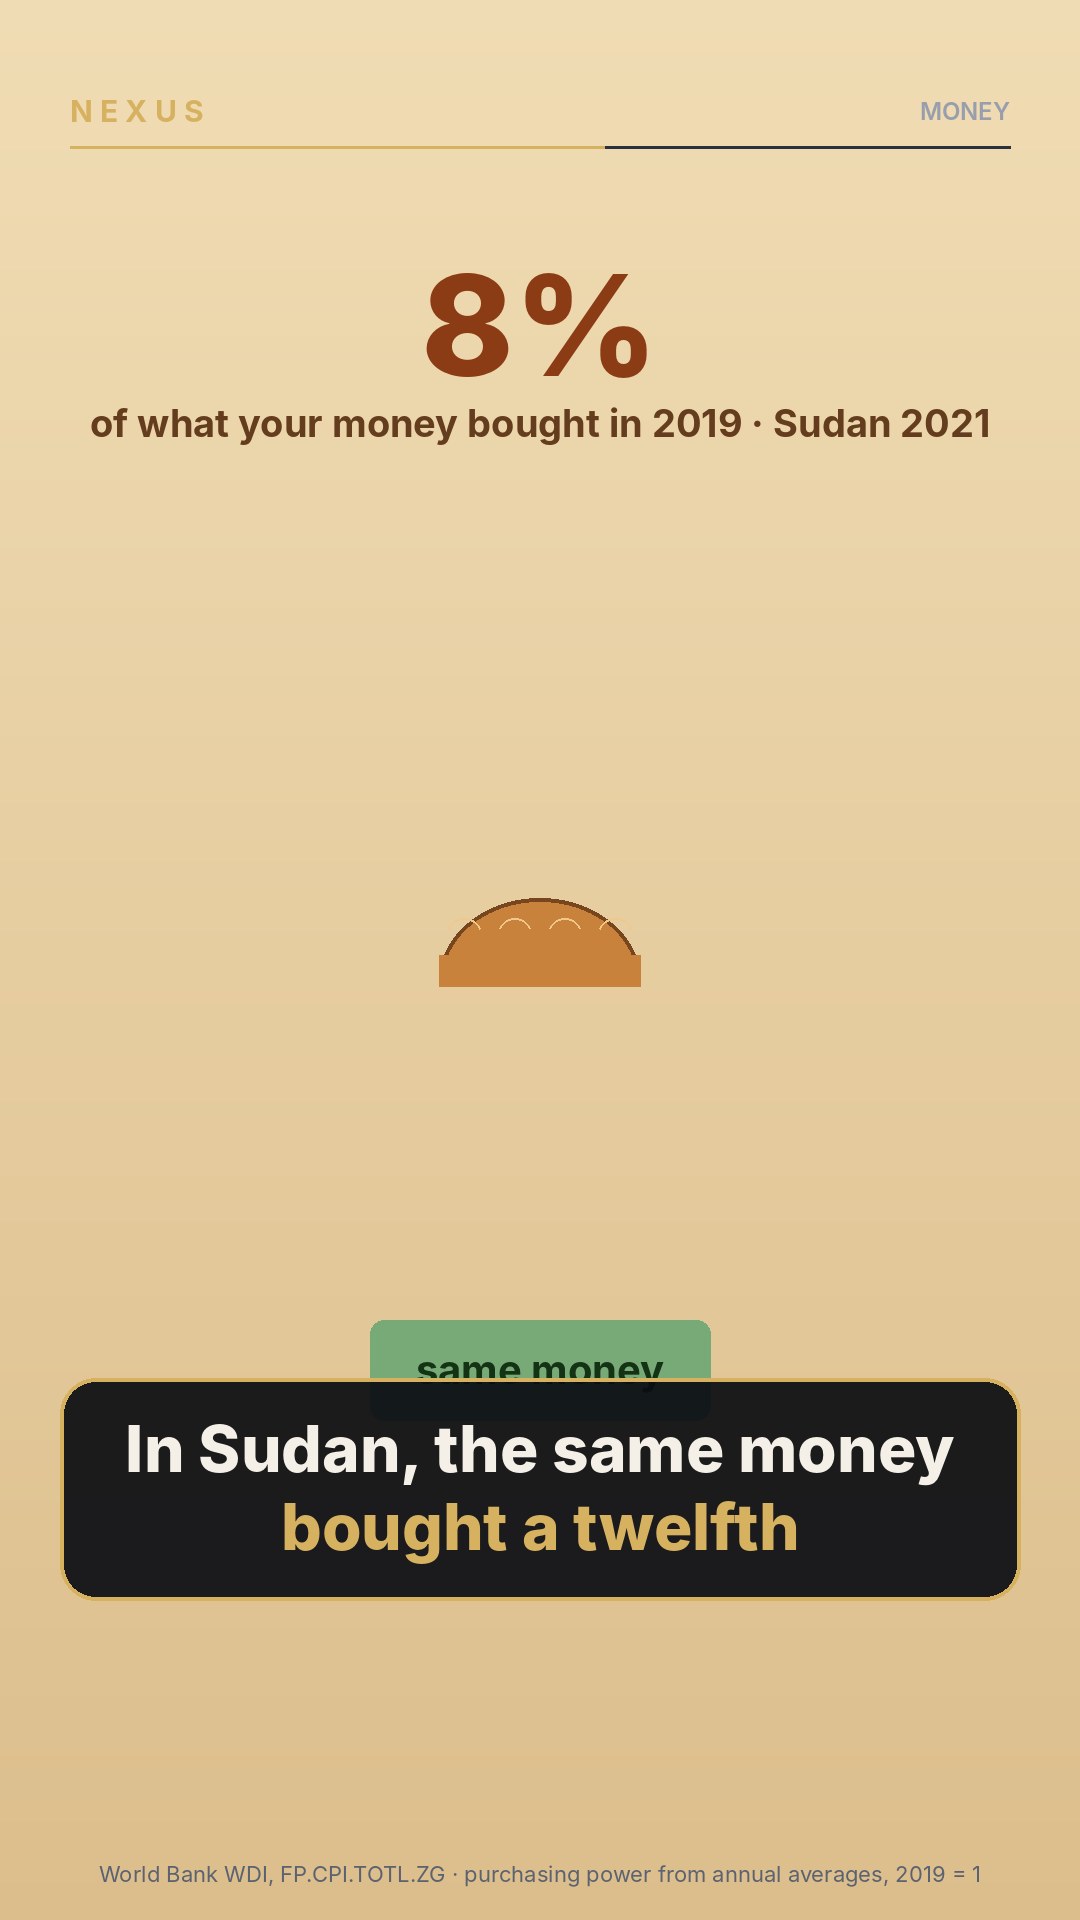 NEXUS
MONEY
8%
of what your money bought in 2019 · Sudan 2021
same money
In Sudan, the same money
bought a twelfth
World Bank WDI, FP.CPI.TOTL.ZG · purchasing power from annual averages, 2019 = 1